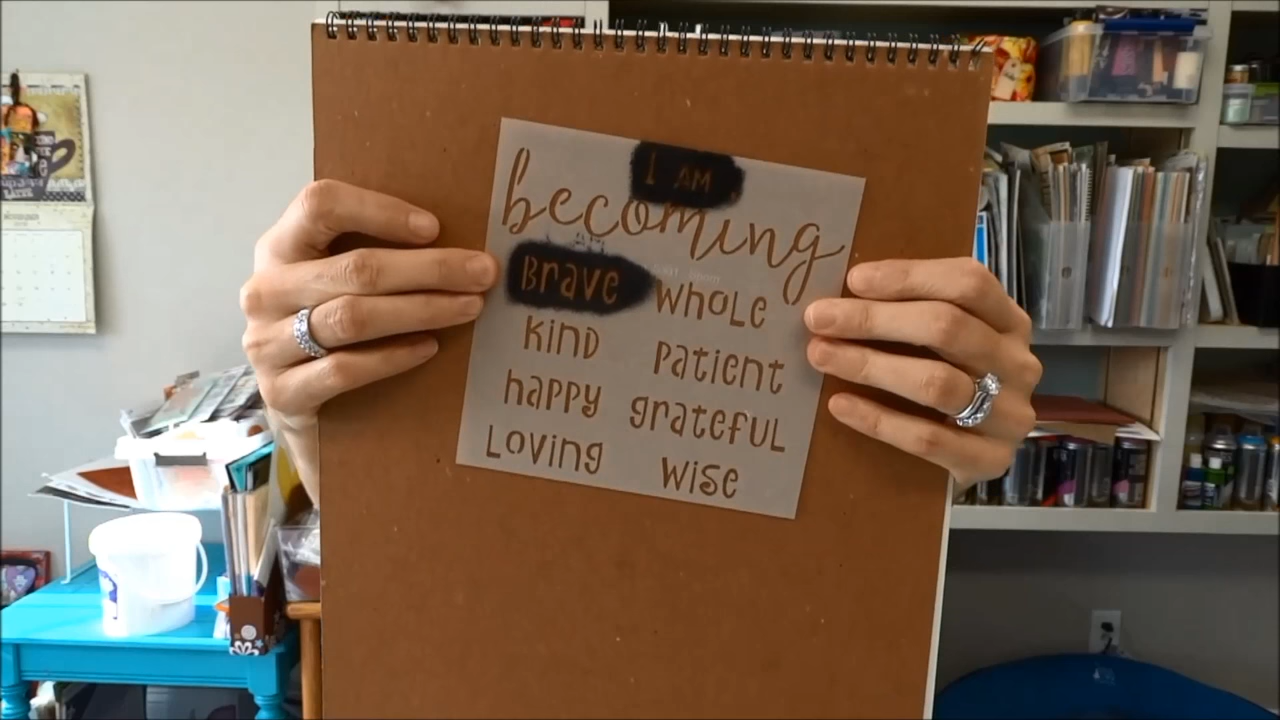 I AM
becoming
Brave whole
kind patient
happy grateful
Loving wise